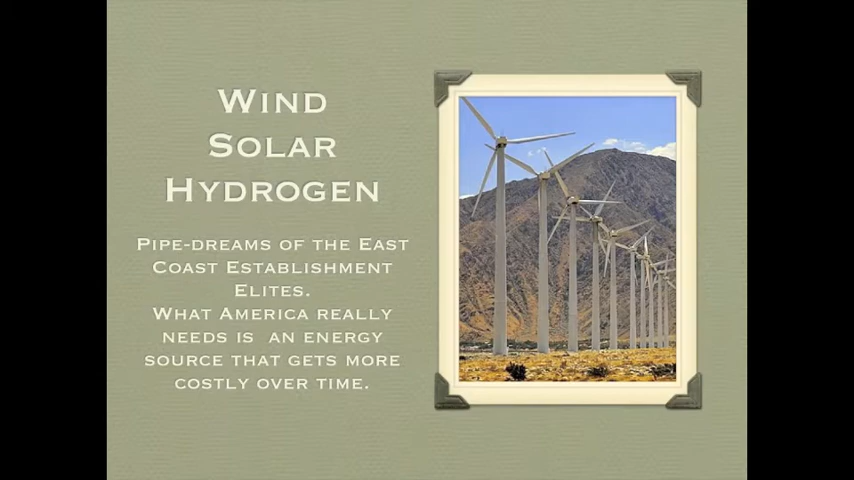 Wind
Solar
Hydrogen
Pipe-dreams of the East
Coast Establishment
Elites.
What America really
needs is an energy
source that gets more
costly over time.